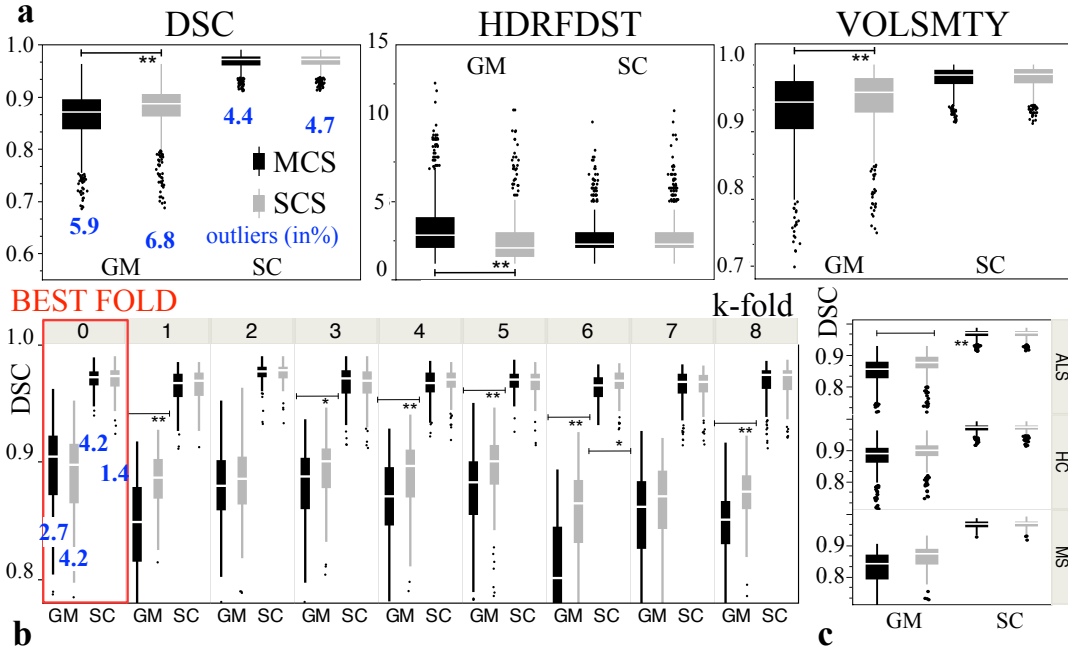 a
DSC
HDRFDST
VOLSMTY
1.0
0.9
0.8
0.7
0.6
**
4.4
4.7
MCS
SCS
5.9
6.8
outliers (in%)
GM
SC
15
10
5
0
GM
SC
**
1.0
0.9
0.8
0.7
**
GM
SC
BEST FOLD
k-fold
0 1 2 3 4 5 6 7 8
DSC
1.0
0.9
0.8
4.2
1.4
2.7
4.2
**
*
**
**
**
*
**
GM SC GM SC GM SC GM SC GM SC GM SC GM SC GM SC GM SC
b
DSC
0.9
0.8
**
ALS
0.9
0.8
HC
0.9
0.8
MS
GM
SC
c